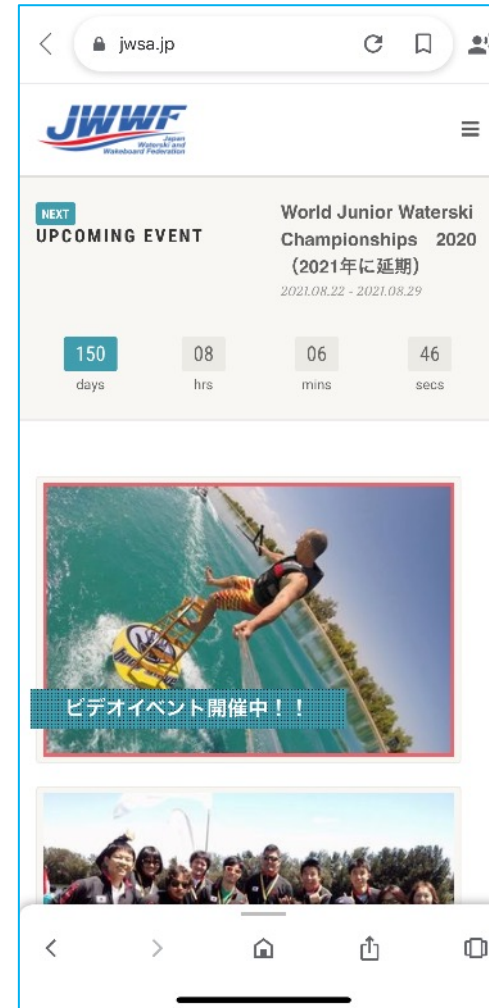 jwsa.jp
JWWF
Japan
Waterski and
Wakeboard Federation
NEXT
UPCOMING EVENT
World Junior Waterski
Championships 2020
（2021年に延期）
2021.08.22 - 2021.08.29
150
days
08
hrs
06
mins
46
secs
ビデオイベント開催中！！